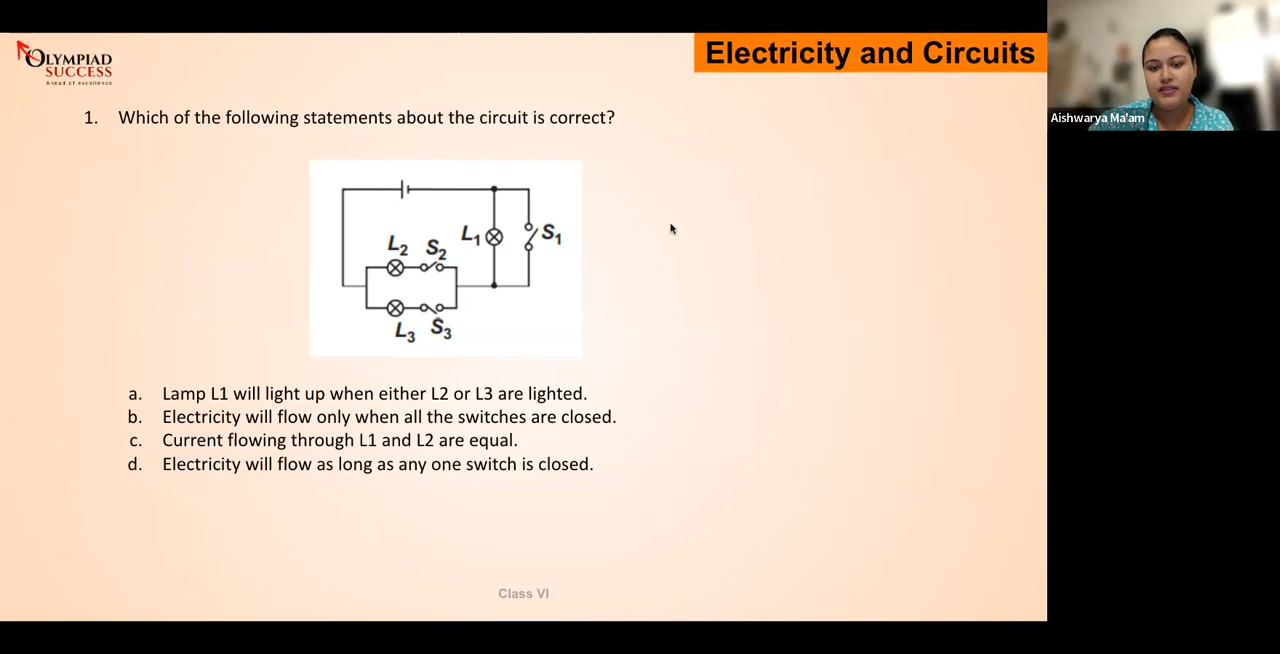 OLYMPIAD
SUCCESS
Ahead of excellence
Electricity and Circuits
Aishwarya Ma'am
1. Which of the following statements about the circuit is correct?
L1
S1
L2 S2
L3 S3
a. Lamp L1 will light up when either L2 or L3 are lighted.
b. Electricity will flow only when all the switches are closed.
c. Current flowing through L1 and L2 are equal.
d. Electricity will flow as long as any one switch is closed.
Class VI